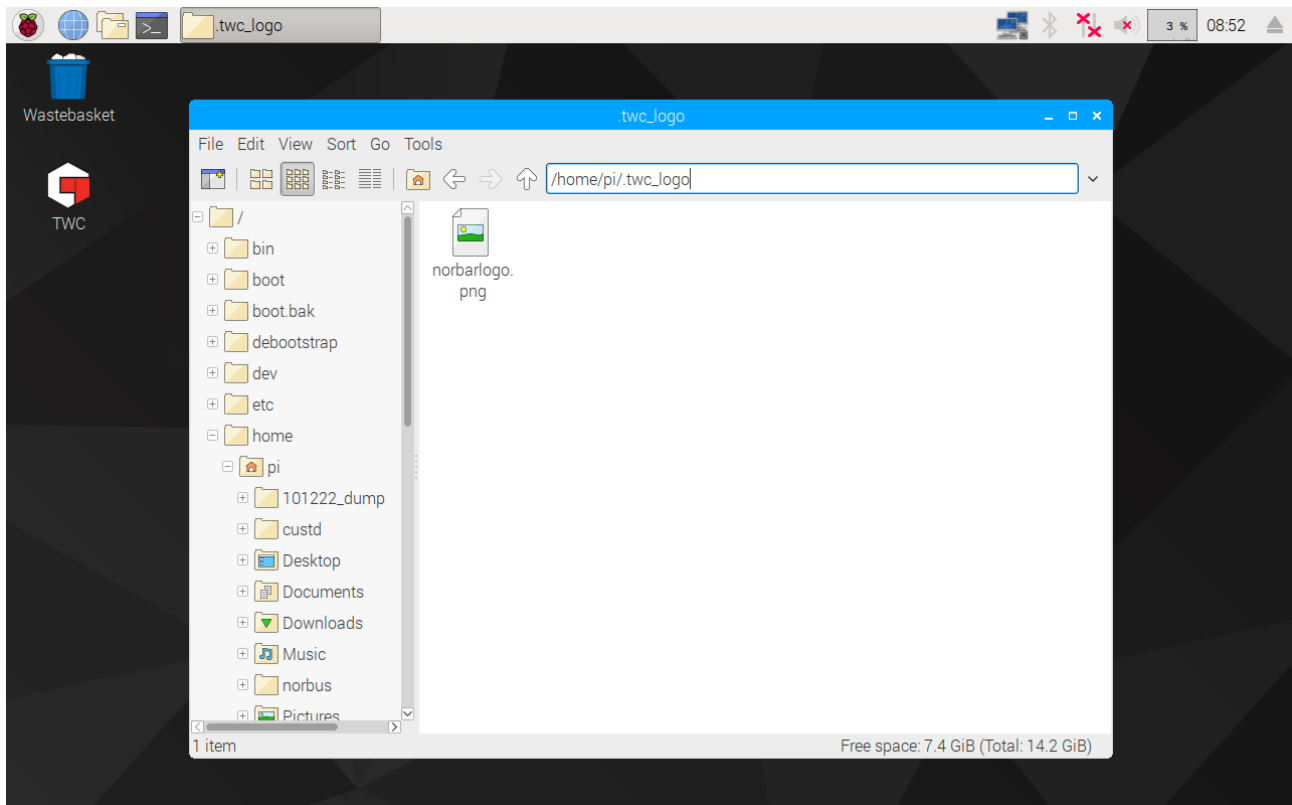 .twc_logo
3 %
08:52
Wastebasket
TWC
.twc_logo
File Edit View Sort Go Tools
/home/pi/.twc_logo
/
bin
boot
boot.bak
debootstrap
dev
etc
home
pi
101222_dump
custd
Desktop
Documents
Downloads
Music
norbus
Pictures
norbarlogo.
png
1 item
Free space: 7.4 GiB (Total: 14.2 GiB)